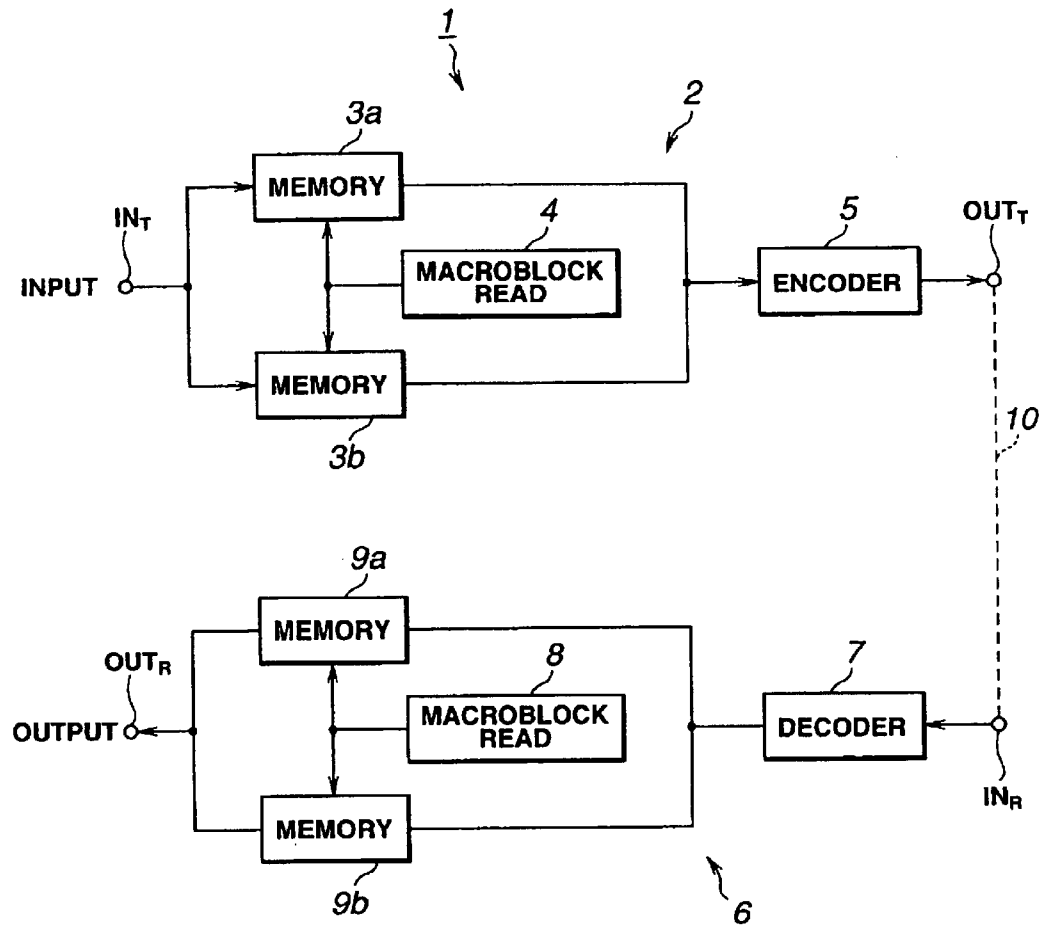 1
2
3a
MEMORY
IN_T
4
5
OUT_T
INPUT
MACROBLOCK
READ
ENCODER
MEMORY
3b
10
9a
MEMORY
OUT_R
8
7
OUTPUT
MACROBLOCK
READ
DECODER
IN_R
MEMORY
9b
6